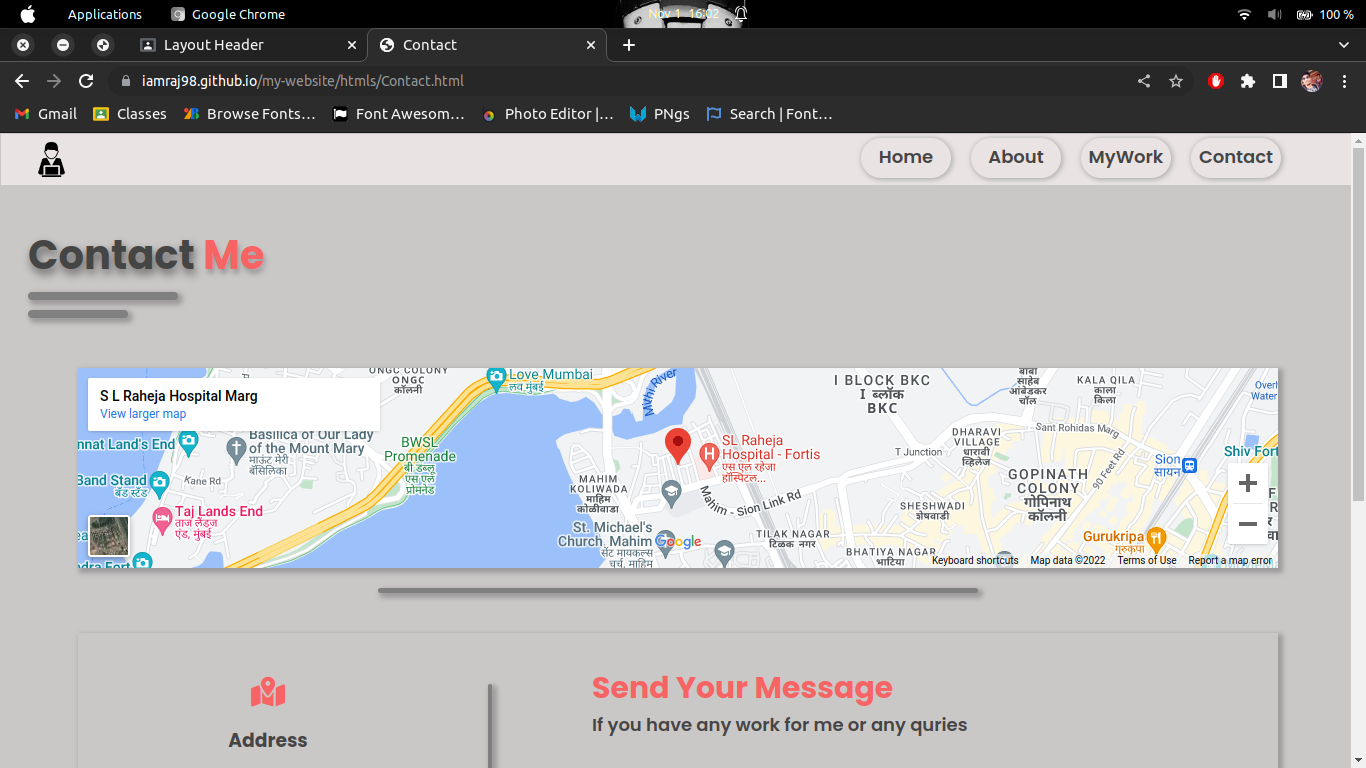 Applications
Google Chrome
Nov 1 16:02
100 %
Layout Header
Contact
iamraj98.github.io/my-website/htmls/Contact.html
Gmail
Classes
Browse Fonts…
Font Awesom…
Photo Editor |…
PNgs
Search | Font…
Home
About
MyWork
Contact
Contact Me
S L Raheja Hospital Marg
View larger map
ONGC COLONY
ONGC
कॉलनी
Love Mumbai
लव मुंबई
Mithi River
I BLOCK BKC
I ब्लॉक
BKC
बांबा
साहेब
आंबेडकर
चॉल
KALA QILA
काला
किला
Overh
Water
nnat Land's End
Basilica of Our Lady
of the Mount Mary
माऊंट मेरी
बॅसिलिका
BWSL
Promenade
बी डब्लू
एस एल
प्रोमनेड
SL Raheja
Hospital - Fortis
एस एल रहेजा
हॉस्पिटल...
T Junction
DHARAVI
VILLAGE
धारावी
व्हिलेज
Sant Rohidas Marg
90 Feet Rd
Sion
सायन
Shiv Fort
Band Stand
बँड स्टँड
Kane Rd
Taj Lands End
ताज लँड्ज
एंड, मुंबई
MAHIM
KOLIWADA
माहिम
कोळीवाडा
Mahim - Sion Link Rd
GOPINATH
COLONY
गोपिनाथ
कॉलनी
SHESHWADI
शेषवाडी
St. Michael's
Church, Mahim
सेंट मायकल्स
चर्च, माहिम
Google
TILAK NAGAR
टिळक नगर
BHATIYA NAGAR
भाटिया
Gurukripa
गुरुकृपा
dra Fort
Keyboard shortcuts
Map data ©2022
Terms of Use
Report a map error
Address
Send Your Message
If you have any work for me or any quries